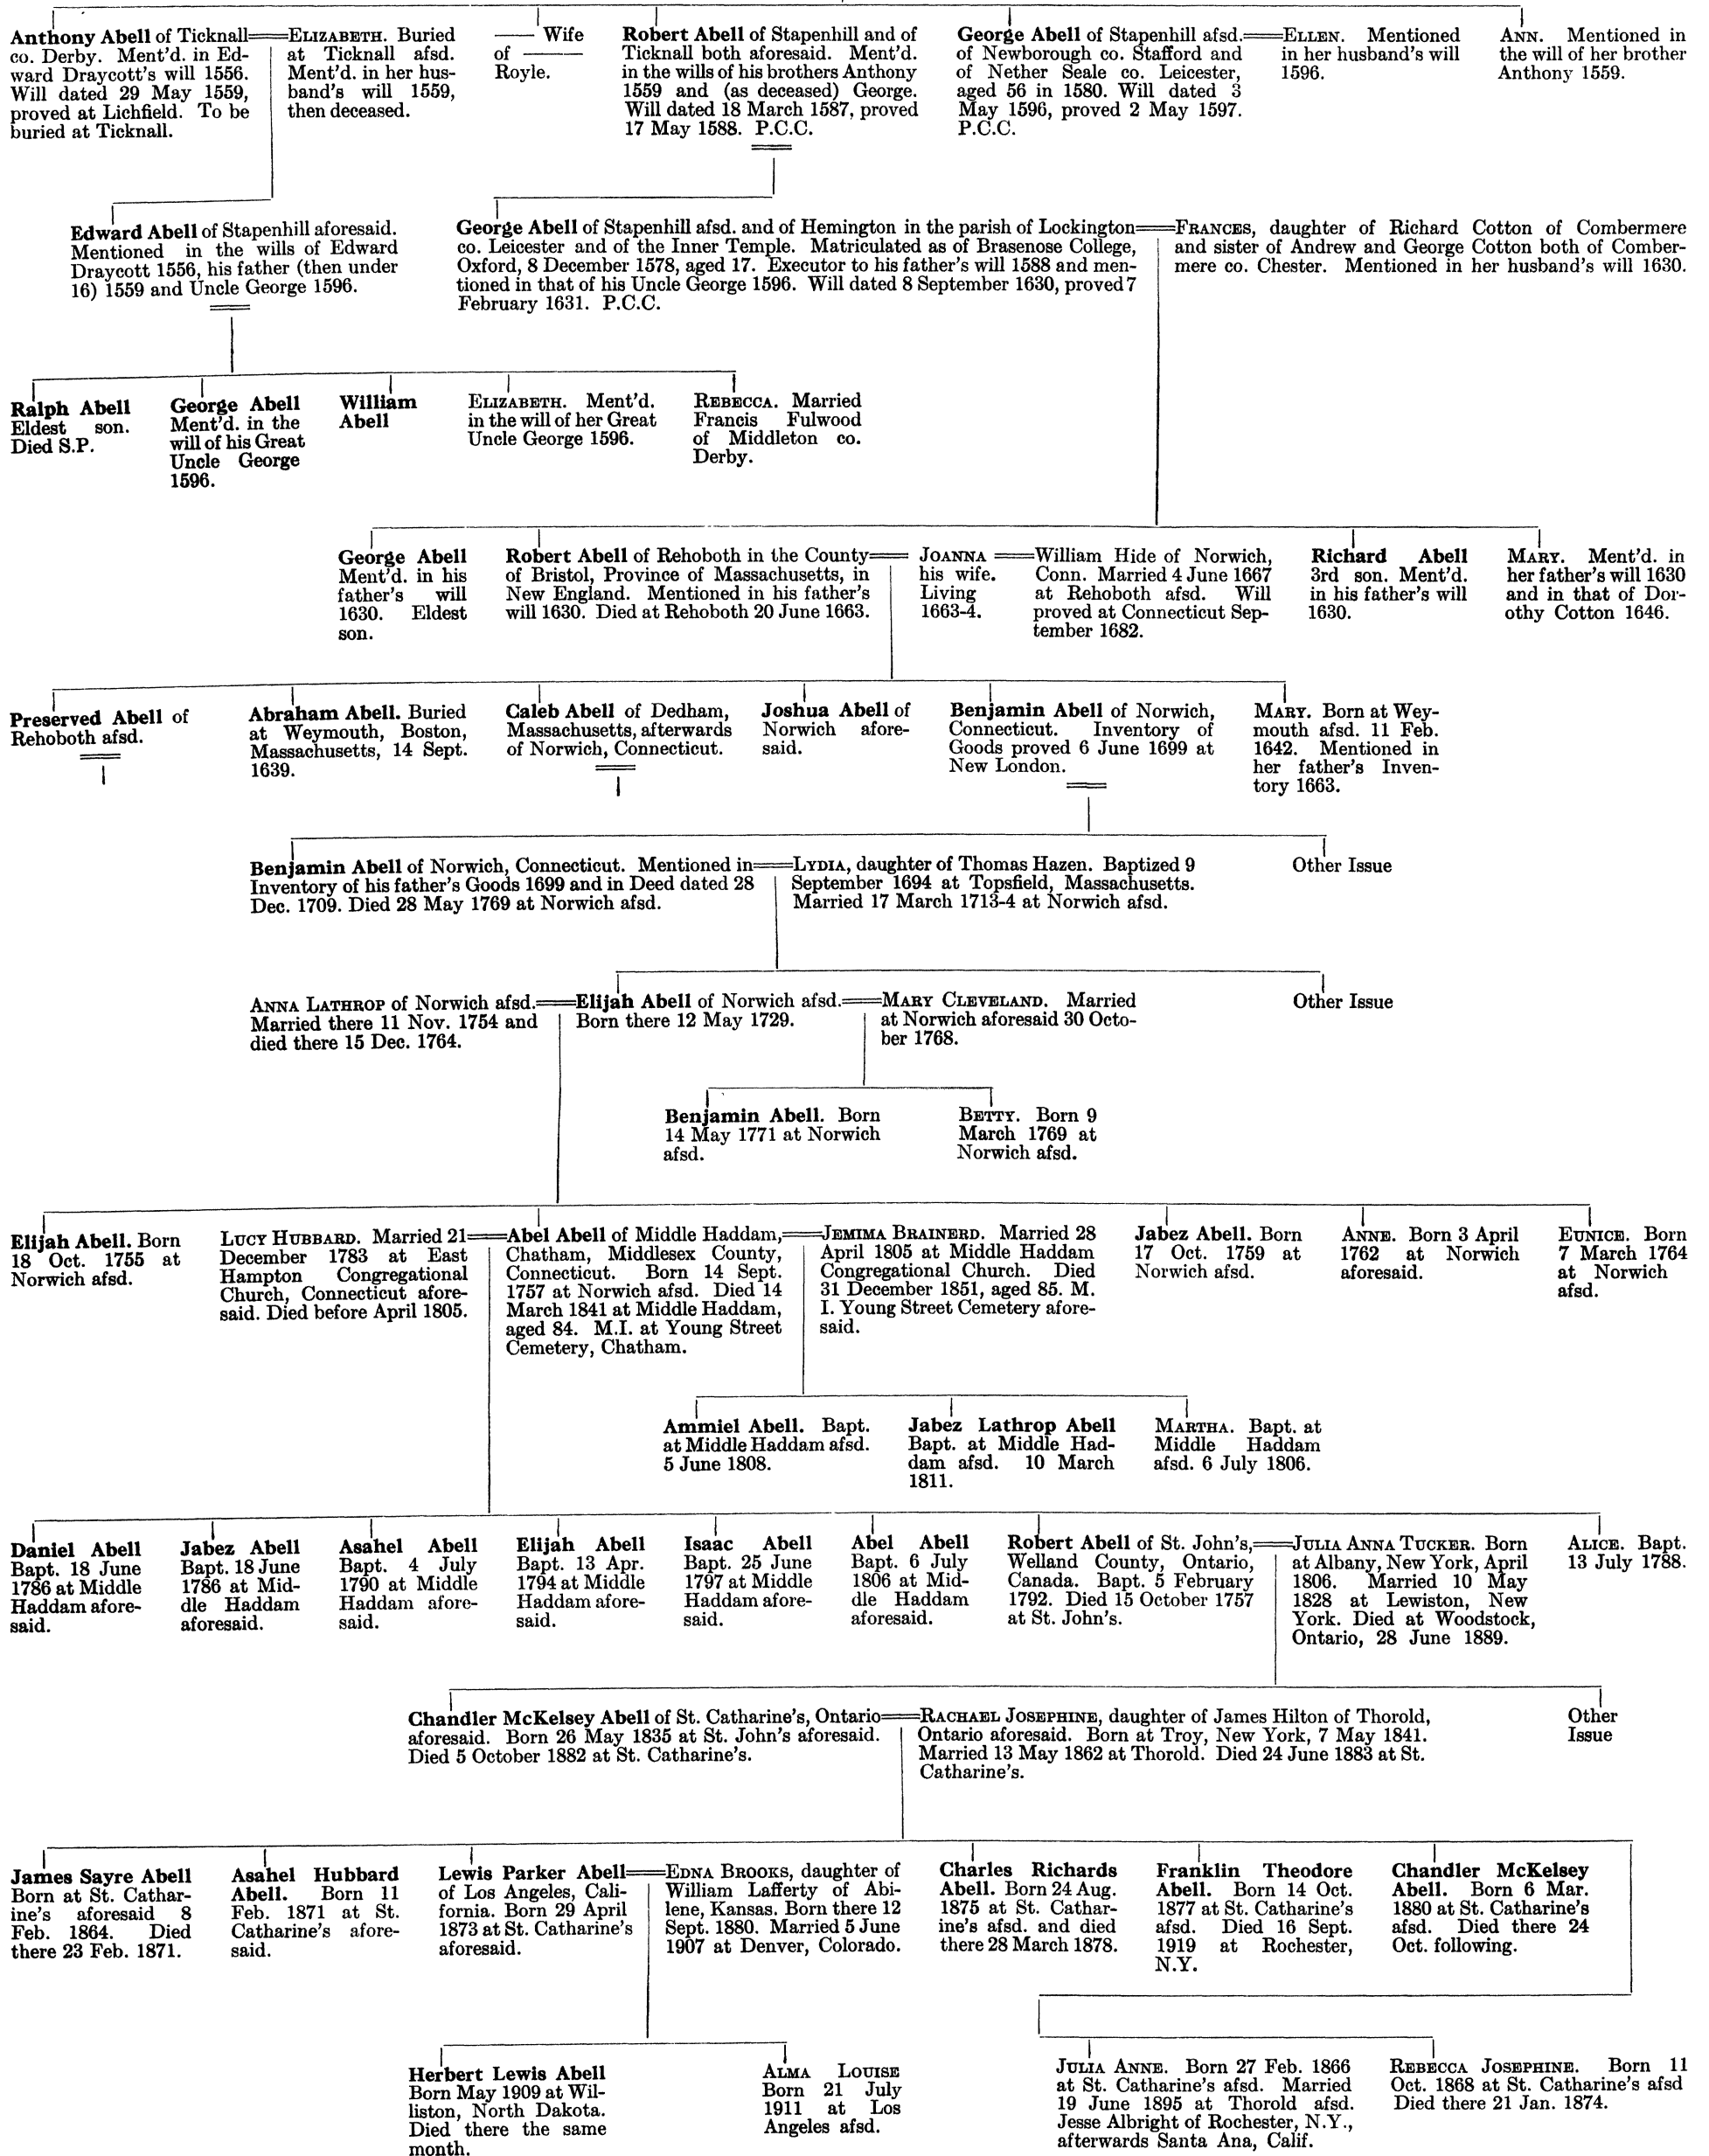 Anthony Abell of Ticknall
co. Derby. Ment'd. in Ed-
ward Draycott's will 1556.
Will dated 29 May 1559,
proved at Lichfield. To be
buried at Ticknall.
ELIZABETH. Buried
at Ticknall afsd.
Ment'd. in her hus-
band's will 1559,
then deceased.
—— Wife
of ——
Royle.
Robert Abell of Stapenhill and of
Ticknall both aforesaid. Ment'd.
in the wills of his brothers Anthony
1559 and (as deceased) George.
Will dated 18 March 1587, proved
17 May 1588. P.C.C.
George Abell of Stapenhill afsd.
of Newborough co. Stafford and
of Nether Seale co. Leicester,
aged 56 in 1580. Will dated 3
May 1596, proved 2 May 1597.
P.C.C.
ELLEN. Mentioned
in her husband's will
1596.
ANN. Mentioned in
the will of her brother
Anthony 1559.
Edward Abell of Stapenhill aforesaid.
Mentioned in the wills of Edward
Draycott 1556, his father (then under
16) 1559 and Uncle George 1596.
George Abell of Stapenhill afsd. and of Hemington in the parish of Lockington
co. Leicester and of the Inner Temple. Matriculated as of Brasenose College,
Oxford, 8 December 1578, aged 17. Executor to his father's will 1588 and men-
tioned in that of his Uncle George 1596. Will dated 8 September 1630, proved 7
February 1631. P.C.C.
FRANCES, daughter of Richard Cotton of Combermere
and sister of Andrew and George Cotton both of Comber-
mere co. Chester. Mentioned in her husband's will 1630.
Ralph Abell
Eldest son.
Died S.P.
George Abell
Ment'd. in the
will of his Great
Uncle George
1596.
William
Abell
ELIZABETH. Ment'd.
in the will of her Great
Uncle George 1596.
REBECCA. Married
Francis Fulwood
of Middleton co.
Derby.
George Abell
Ment'd. in his
father's will
1630. Eldest
son.
Robert Abell of Rehoboth in the County
of Bristol, Province of Massachusetts, in
New England. Mentioned in his father's
will 1630. Died at Rehoboth 20 June 1663.
JOANNA
his wife.
Living
1663-4.
William Hide of Norwich,
Conn. Married 4 June 1667
at Rehoboth afsd. Will
proved at Connecticut Sep-
tember 1682.
Richard Abell
3rd son. Ment'd.
in his father's will
1630.
MARY. Ment'd. in
her father's will 1630
and in that of Dor-
othy Cotton 1646.
Preserved Abell of
Rehoboth afsd.
Abraham Abell. Buried
at Weymouth, Boston,
Massachusetts, 14 Sept.
1639.
Caleb Abell of Dedham,
Massachusetts, afterwards
of Norwich, Connecticut.
Joshua Abell of
Norwich afore-
said.
Benjamin Abell of Norwich,
Connecticut. Inventory of
Goods proved 6 June 1699 at
New London.
MARY. Born at Wey-
mouth afsd. 11 Feb.
1642. Mentioned in
her father's Inven-
tory 1663.
Benjamin Abell of Norwich, Connecticut. Mentioned in
Inventory of his father's Goods 1699 and in Deed dated 28
Dec. 1709. Died 28 May 1769 at Norwich afsd.
LYDIA, daughter of Thomas Hazen. Baptized 9
September 1694 at Topsfield, Massachusetts.
Married 17 March 1713-4 at Norwich afsd.
Other Issue
ANNA LATHROP of Norwich afsd.
Married there 11 Nov. 1754 and
died there 15 Dec. 1764.
Elijah Abell of Norwich afsd.
Born there 12 May 1729.
MARY CLEVELAND. Married
at Norwich aforesaid 30 Octo-
ber 1768.
Other Issue
Benjamin Abell. Born
14 May 1771 at Norwich
afsd.
BETTY. Born 9
March 1769 at
Norwich afsd.
Elijah Abell. Born
18 Oct. 1755 at
Norwich afsd.
LUCY HUBBARD. Married 21
December 1783 at East
Hampton Congregational
Church, Connecticut afore-
said. Died before April 1805.
Abel Abell of Middle Haddam,
Chatham, Middlesex County,
Connecticut. Born 14 Sept.
1757 at Norwich afsd. Died 14
March 1841 at Middle Haddam,
aged 84. M.I. at Young Street
Cemetery, Chatham.
JEMIMA BRAINERD. Married 28
April 1805 at Middle Haddam
Congregational Church. Died
31 December 1851, aged 85. M.
I. Young Street Cemetery afore-
said.
Jabez Abell. Born
17 Oct. 1759 at
Norwich afsd.
ANNE. Born 3 April
1762 at Norwich
aforesaid.
EUNICE. Born
7 March 1764
at Norwich
afsd.
Ammiel Abell. Bapt.
at Middle Haddam afsd.
5 June 1808.
Jabez Lathrop Abell
Bapt. at Middle Had-
dam afsd. 10 March
1811.
MARTHA. Bapt. at
Middle Haddam
afsd. 6 July 1806.
Daniel Abell
Bapt. 18 June
1786 at Middle
Haddam afore-
said.
Jabez Abell
Bapt. 18 June
1786 at Mid-
dle Haddam
aforesaid.
Asahel Abell
Bapt. 4 July
1790 at Middle
Haddam afore-
said.
Elijah Abell
Bapt. 13 Apr.
1794 at Middle
Haddam afore-
said.
Isaac Abell
Bapt. 25 June
1797 at Middle
Haddam afore-
said.
Abel Abell
Bapt. 6 July
1806 at Mid-
dle Haddam
aforesaid.
Robert Abell of St. John's,
Welland County, Ontario,
Canada. Bapt. 5 February
1792. Died 15 October 1757
at St. John's.
JULIA ANNA TUCKER. Born
at Albany, New York, April
1806. Married 10 May
1828 at Lewiston, New
York. Died at Woodstock,
Ontario, 28 June 1889.
ALICE. Bapt.
13 July 1788.
Chandler McKelsey Abell of St. Catharine's, Ontario
aforesaid. Born 26 May 1835 at St. John's aforesaid.
Died 5 October 1882 at St. Catharine's.
RACHAEL JOSEPHINE, daughter of James Hilton of Thorold,
Ontario aforesaid. Born at Troy, New York, 7 May 1841.
Married 13 May 1862 at Thorold. Died 24 June 1883 at St.
Catharine's.
Other
Issue
James Sayre Abell
Born at St. Cathar-
ine's aforesaid 8
Feb. 1864. Died
there 23 Feb. 1871.
Asahel Hubbard
Abell. Born 11
Feb. 1871 at St.
Catharine's afore-
said.
Lewis Parker Abell
of Los Angeles, Cali-
fornia. Born 29 April
1873 at St. Catharine's
aforesaid.
EDNA BROOKS, daughter of
William Lafferty of Abi-
lene, Kansas. Born there 12
Sept. 1880. Married 5 June
1907 at Denver, Colorado.
Charles Richards
Abell. Born 24 Aug.
1875 at St. Cathar-
ine's afsd. and died
there 28 March 1878.
Franklin Theodore
Abell. Born 14 Oct.
1877 at St. Catharine's
afsd. Died 16 Sept.
1919 at Rochester,
N.Y.
Chandler McKelsey
Abell. Born 6 Mar.
1880 at St. Catharine's
afsd. Died there 24
Oct. following.
Herbert Lewis Abell
Born May 1909 at Wil-
liston, North Dakota.
Died there the same
month.
ALMA LOUISE
Born 21 July
1911 at Los
Angeles afsd.
JULIA ANNE. Born 27 Feb. 1866
at St. Catharine's afsd. Married
19 June 1895 at Thorold afsd.
Jesse Albright of Rochester, N.Y.,
afterwards Santa Ana, Calif.
REBECCA JOSEPHINE. Born 11
Oct. 1868 at St. Catharine's afsd
Died there 21 Jan. 1874.